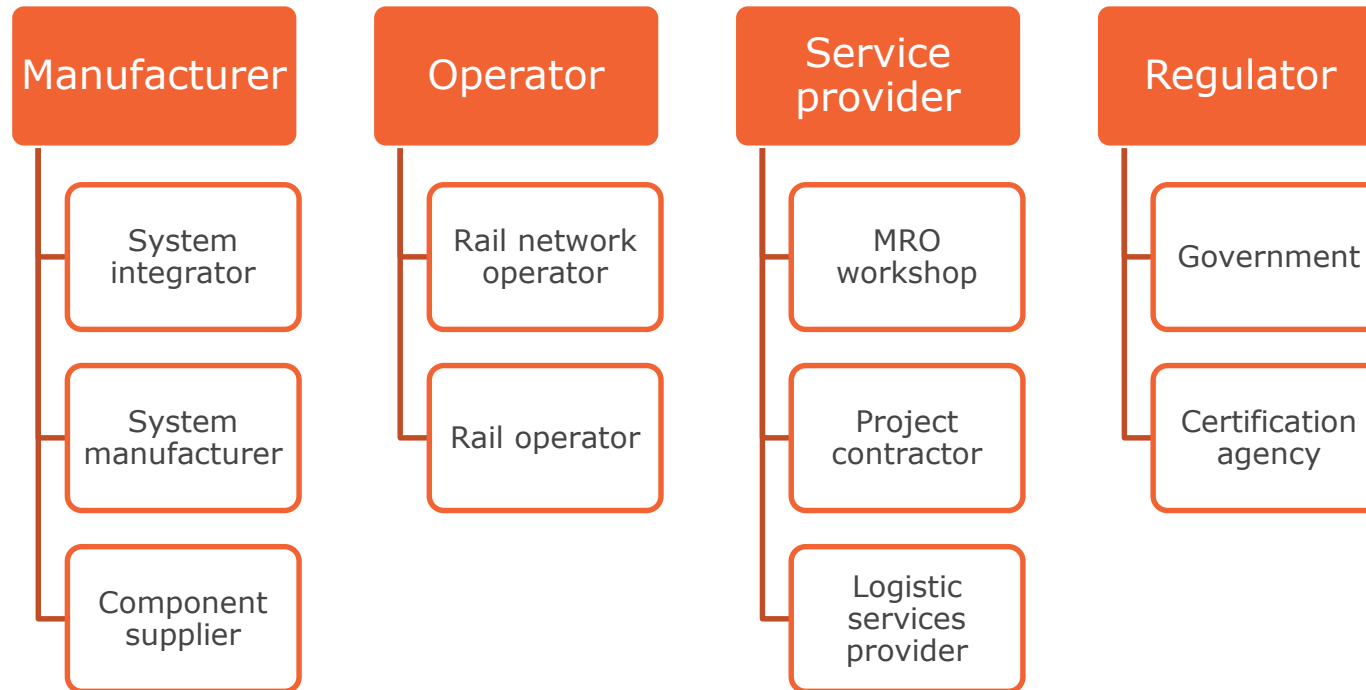 Manufacturer
System
integrator
System
manufacturer
Component
supplier
Operator
Rail network
operator
Rail operator
Service
provider
MRO
workshop
Project
contractor
Logistic
services
provider
Regulator
Government
Certification
agency